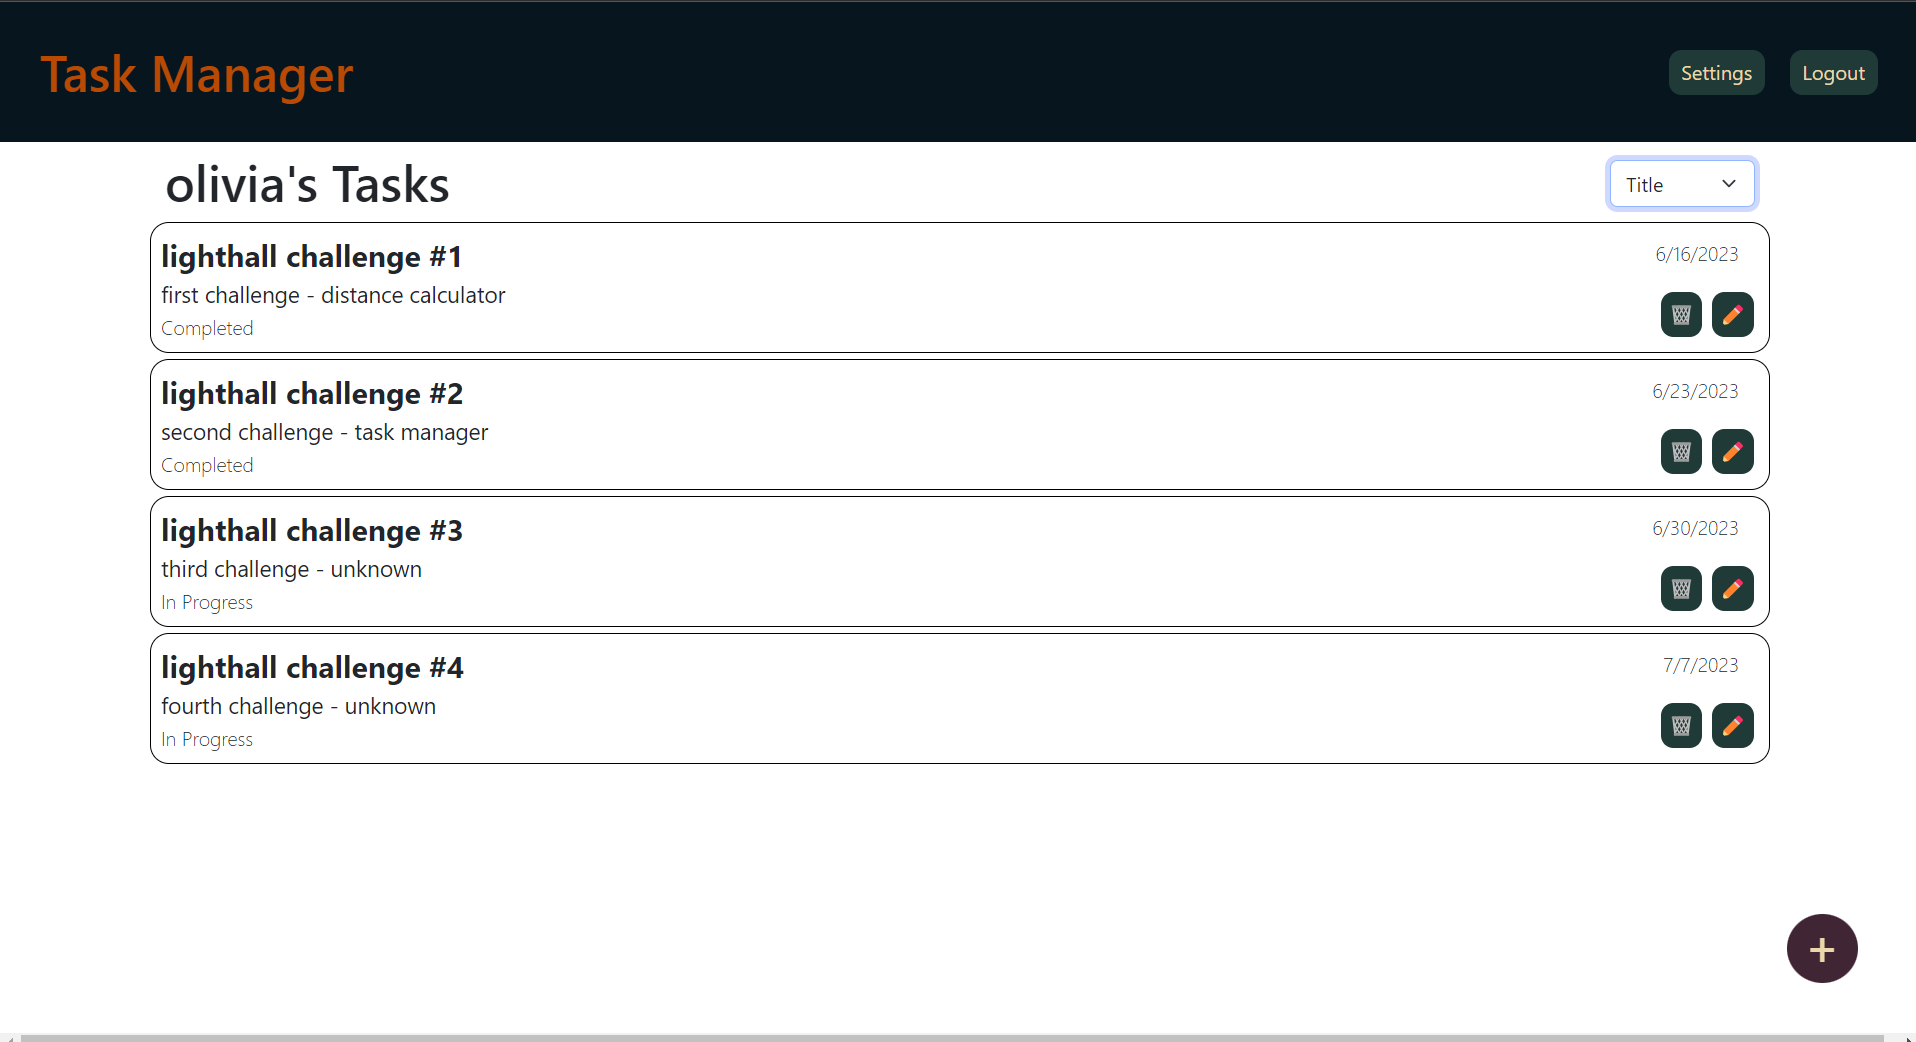 Task Manager
Settings
Logout
olivia's Tasks
Title
lighthall challenge #1
6/16/2023
first challenge - distance calculator
Completed
lighthall challenge #2
6/23/2023
second challenge - task manager
Completed
lighthall challenge #3
6/30/2023
third challenge - unknown
In Progress
lighthall challenge #4
7/7/2023
fourth challenge - unknown
In Progress
+